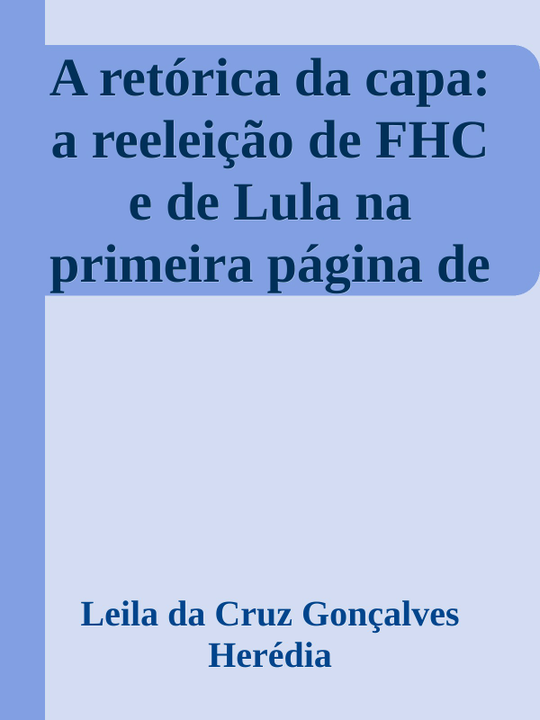 A retórica da capa:
a reeleição de FHC
e de Lula na
primeira página de
Leila da Cruz Gonçalves
Herédia